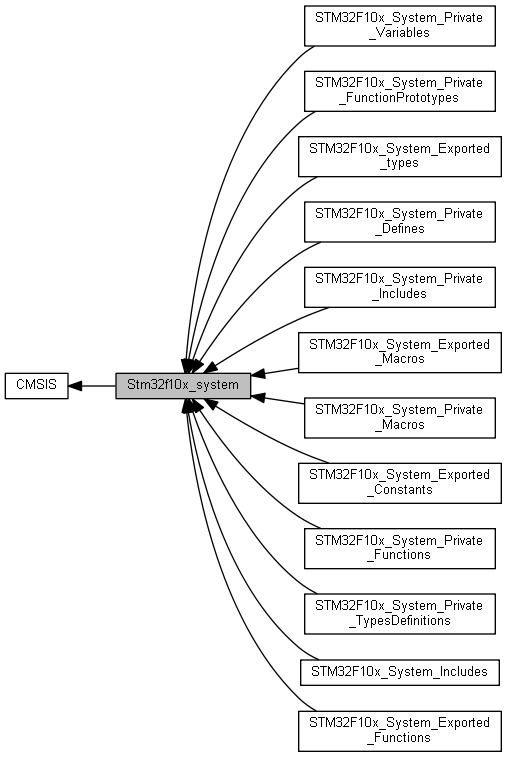 STM32F10x_System_Private
_Variables
STM32F10x_System_Private
_FunctionPrototypes
STM32F10x_System_Exported
_types
STM32F10x_System_Private
_Defines
STM32F10x_System_Private
_Includes
STM32F10x_System_Exported
_Macros
CMSIS
Stm32f10x_system
STM32F10x_System_Private
_Macros
STM32F10x_System_Exported
_Constants
STM32F10x_System_Private
_Functions
STM32F10x_System_Private
_TypesDefinitions
STM32F10x_System_Includes
STM32F10x_System_Exported
_Functions